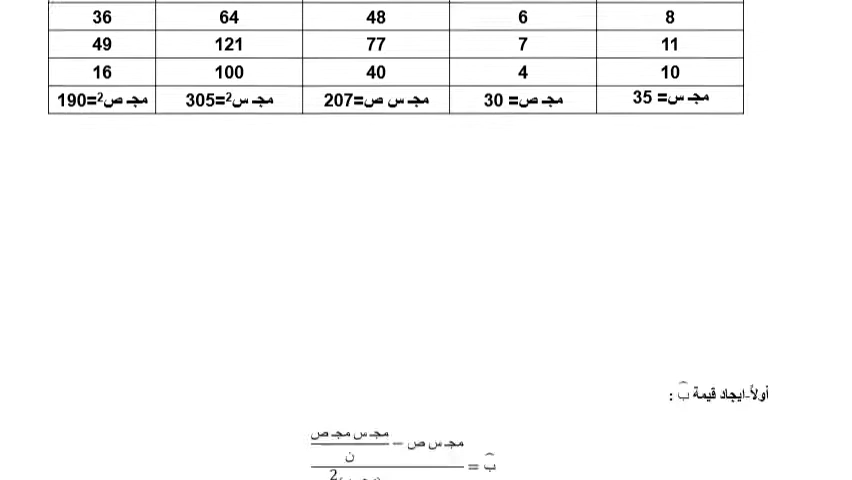 8 6 48 64 36
11 7 77 121 49
10 4 40 100 16
مجـ س= 35 مجـ ص= 30 مجـ س ص=207 مجـ س²=305 مجـ ص²=190
أولاً-ايجاد قيمة ب̂ :
ب̂ = مجـ س ص − مجـ س مجـ ص
ن
2